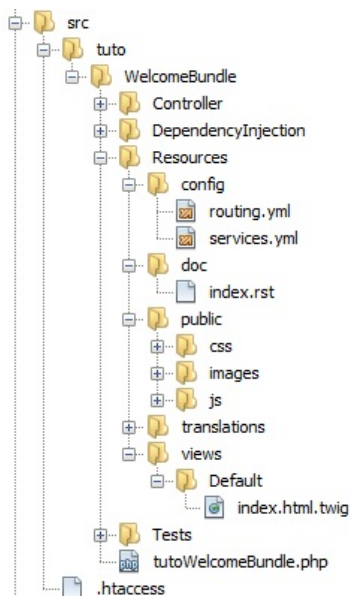 src
tuto
WelcomeBundle
Controller
DependencyInjection
Resources
config
routing.yml
services.yml
doc
index.rst
public
css
images
js
translations
views
Default
index.html.twig
Tests
tutoWelcomeBundle.php
.htaccess